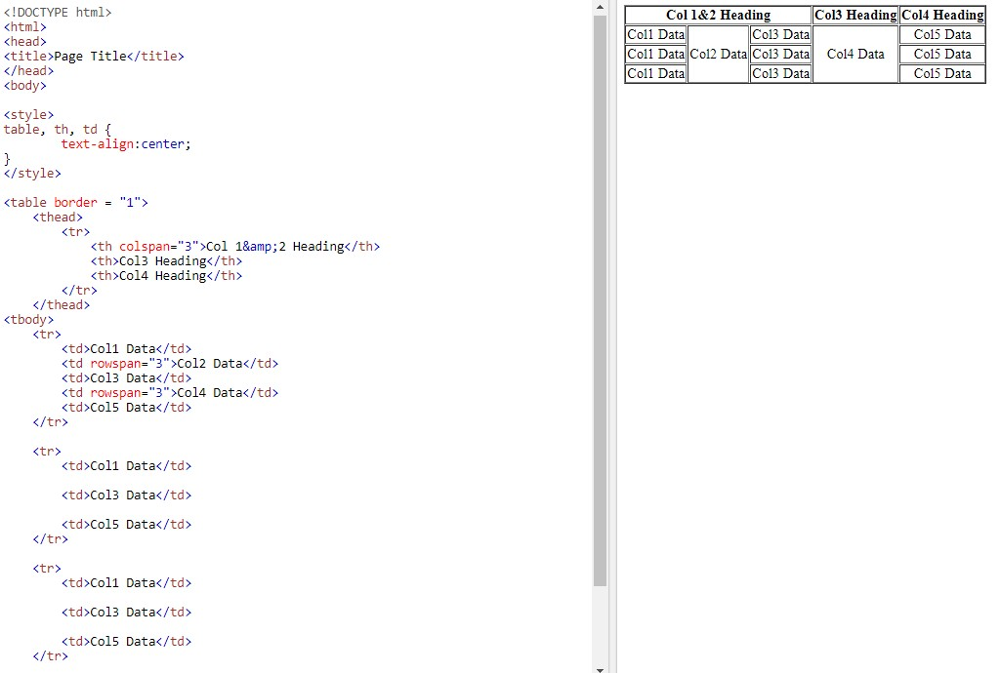 <!DOCTYPE html>
<html>
<head>
<title>Page Title</title>
</head>
<body>
<style>
table, th, td {
text-align:center;
}
</style>
<table border = "1">
<thead>
<tr>
<th colspan="3">Col 1&amp;2 Heading</th>
<th>Col3 Heading</th>
<th>Col4 Heading</th>
</tr>
</thead>
<tbody>
<tr>
<td>Col1 Data</td>
<td rowspan="3">Col2 Data</td>
<td>Col3 Data</td>
<td rowspan="3">Col4 Data</td>
<td>Col5 Data</td>
</tr>
<tr>
<td>Col1 Data</td>
<td>Col3 Data</td>
<td>Col5 Data</td>
</tr>
<tr>
<td>Col1 Data</td>
<td>Col3 Data</td>
<td>Col5 Data</td>
</tr>
Col 1&2 Heading Col3 Heading Col4 Heading
Col1 Data Col3 Data Col5 Data
Col1 Data Col2 Data Col3 Data Col4 Data Col5 Data
Col1 Data Col3 Data Col5 Data